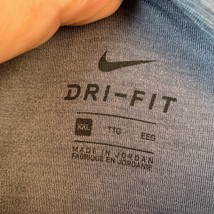 DRI-FIT
XXL TTG EEG
MADE IN JORDAN
FABRIQUÉ EN JORDANIE